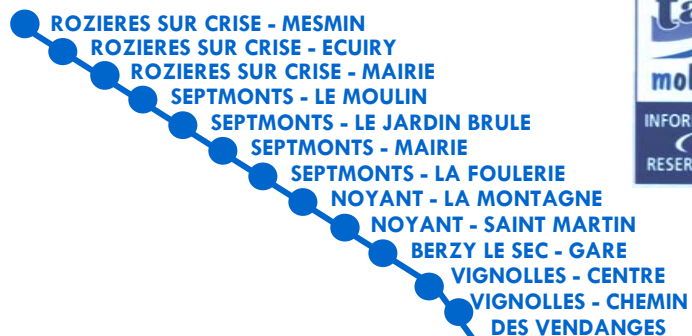 ROZIERES SUR CRISE - MESMIN
ROZIERES SUR CRISE - ECUIRY
ROZIERES SUR CRISE - MAIRIE
SEPTMONTS - LE MOULIN
SEPTMONTS - LE JARDIN BRULE
SEPTMONTS - MAIRIE
SEPTMONTS - LA FOULERIE
NOYANT - LA MONTAGNE
NOYANT - SAINT MARTIN
BERZY LE SEC - GARE
VIGNOLLES - CENTRE
VIGNOLLES - CHEMIN
DES VENDANGES